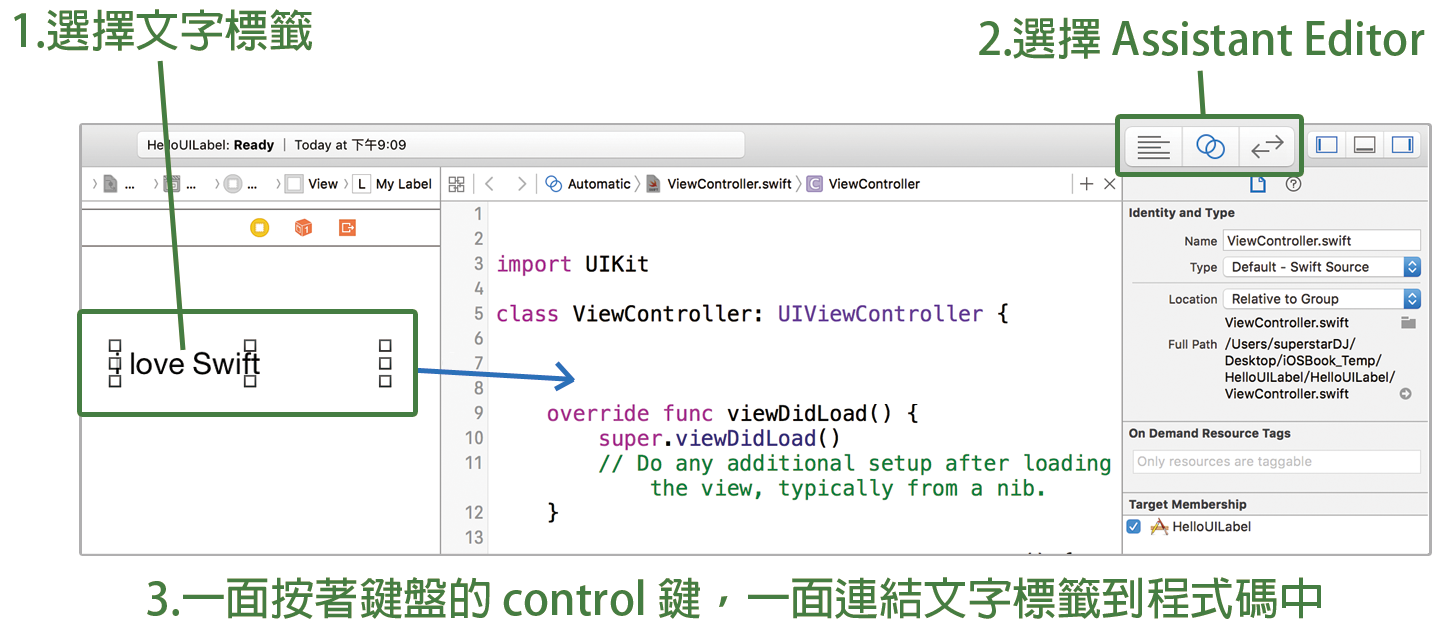 1.選擇文字標籤
2.選擇 Assistant Editor
HelloUILabel: Ready | Today at 下午9:09
... ... ... View L My Label
Automatic ViewController.swift C ViewController
Identity and Type
Name ViewController.swift
Type Default - Swift Source
Location Relative to Group
ViewController.swift
Full Path /Users/superstarDJ/
Desktop/iOSBook_Temp/
HelloUILabel/HelloUILabel/
ViewController.swift
On Demand Resource Tags
Only resources are taggable
Target Membership
HelloUILabel
i love Swift
1
2
3 import UIKit
4
5 class ViewController: UIViewController {
6
7
8
9 override func viewDidLoad() {
10 super.viewDidLoad()
11 // Do any additional setup after loading
the view, typically from a nib.
12 }
13
3.一面按著鍵盤的 control 鍵，一面連結文字標籤到程式碼中